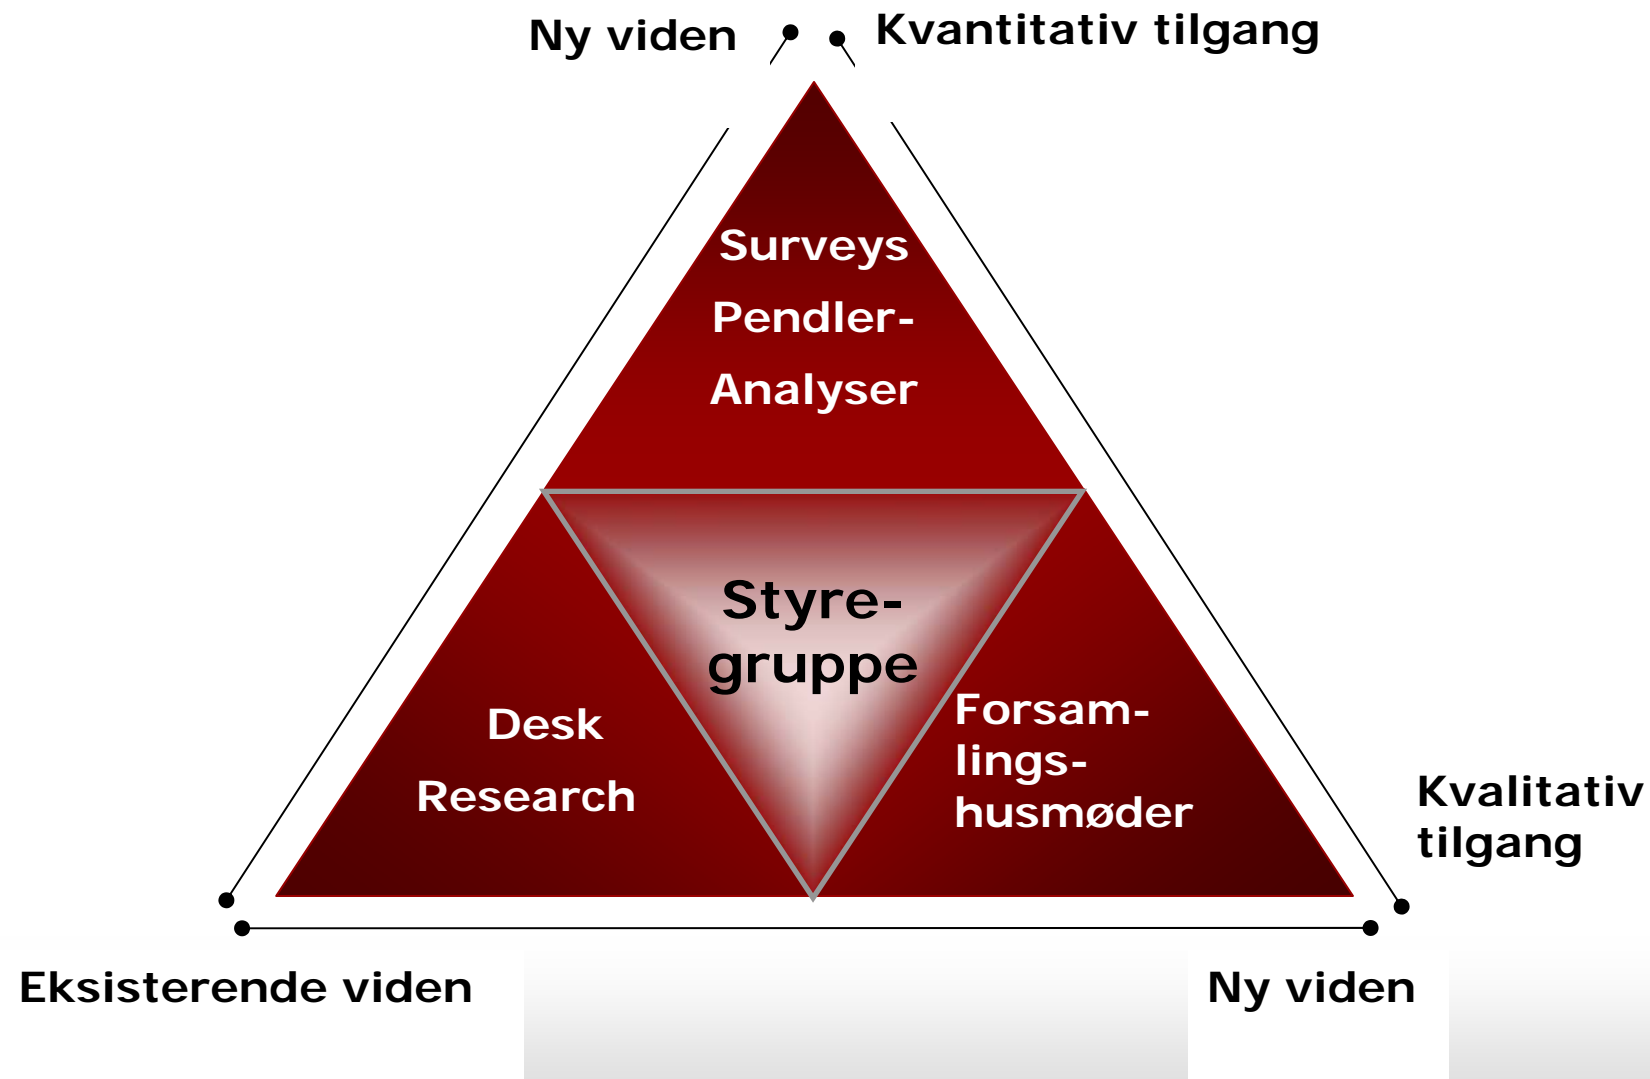 Ny viden
Kvantitativ tilgang
Surveys
Pendler-
Analyser
Styre-
gruppe
Desk
Research
Forsam-
lings-
husmøder
Kvalitativ
tilgang
Eksisterende viden
Ny viden